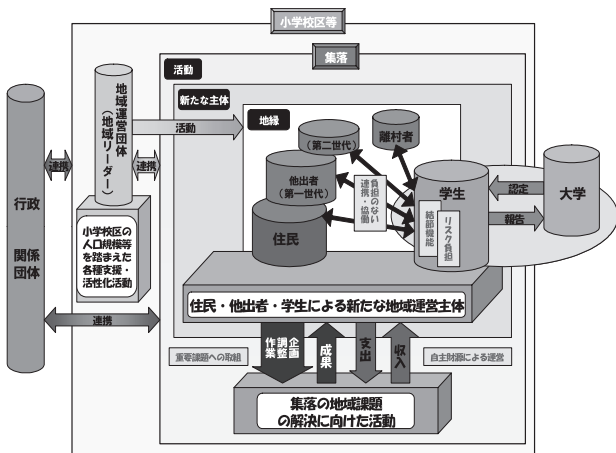 小学校区等
集落
活動
新たな主体
地縁
行政
関係
団体
連携
地域運営団体
(地域リーダー)
連携
活動
小学校区の
人口規模等
を踏まえた
各種支援・
活性化活動
連携
(第二世代)
離村者
他出者
(第一世代)
住民
負担のない
連携・協働
学生
結節機能
リスク負担
認定
報告
大学
住民・他出者・学生による新たな地域運営主体
重要課題への取組
企画
調整
作業
成果
支出
収入
自主財源による運営
集落の地域課題
の解決に向けた活動